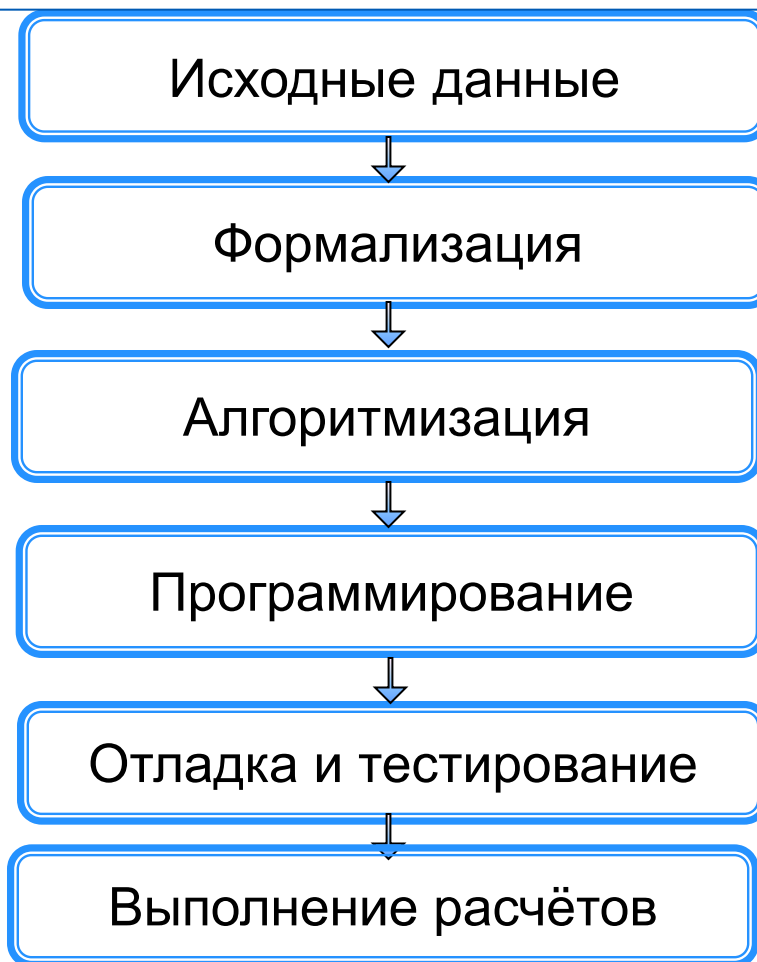 Исходные данные
Формализация
Алгоритмизация
Программирование
Отладка и тестирование
Выполнение расчётов